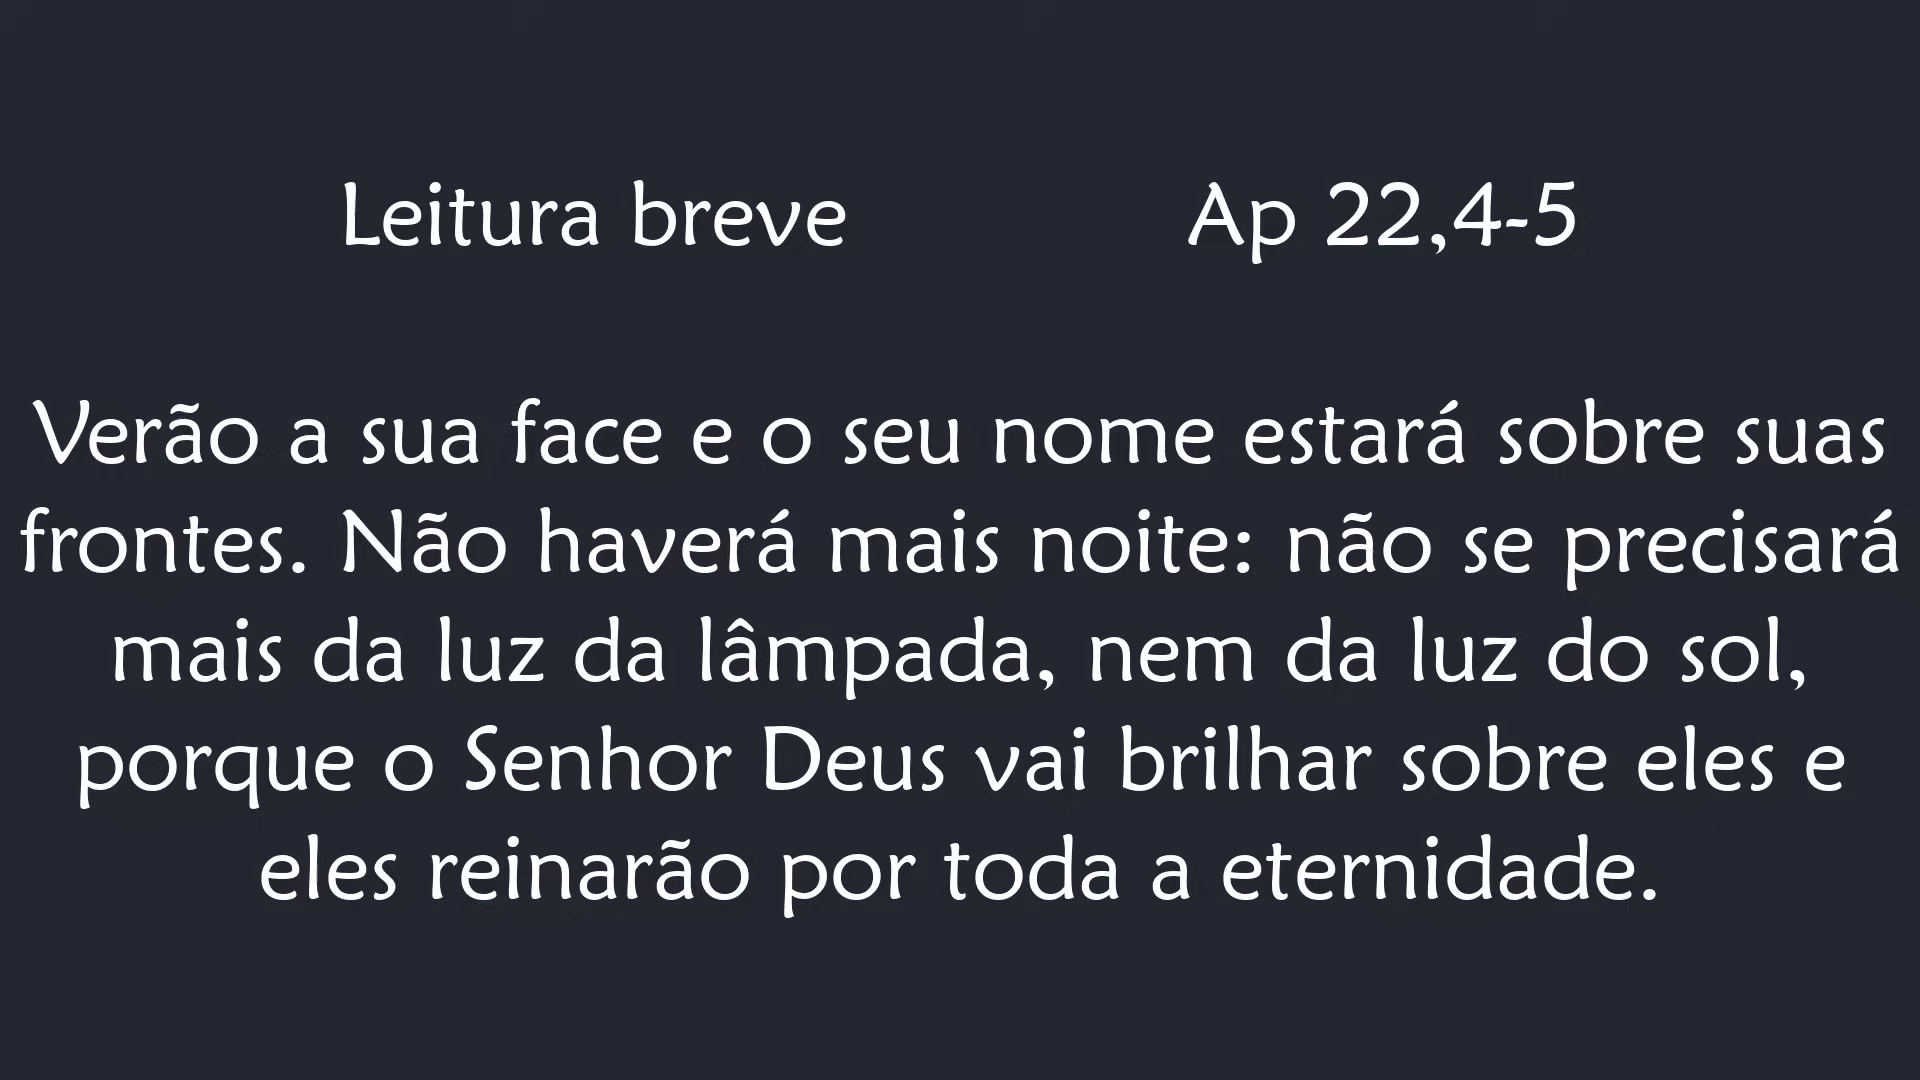 Leitura breve Ap 22,4-5
Verão a sua face e o seu nome estará sobre suas
frontes. Não haverá mais noite: não se precisará
mais da luz da lâmpada, nem da luz do sol,
porque o Senhor Deus vai brilhar sobre eles e
eles reinarão por toda a eternidade.